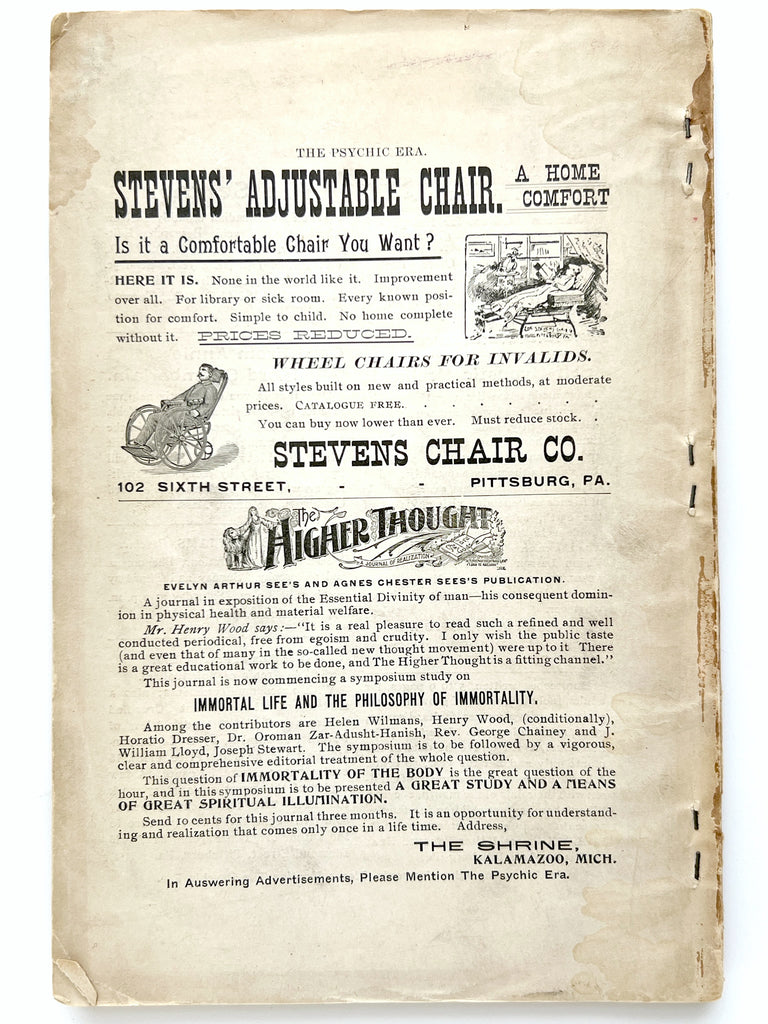 THE PSYCHIC ERA.
STEVENS' ADJUSTABLE CHAIR.
A HOME
COMFORT
Is it a Comfortable Chair You Want?
HERE IT IS. None in the world like it. Improvement
over all. For library or sick room. Every known posi-
tion for comfort. Simple to child. No home complete
without it. PRICES REDUCED.
WHEEL CHAIRS FOR INVALIDS.
All styles built on new and practical methods, at moderate
prices. CATALOGUE FREE. . . . . . . .
You can buy now lower than ever. Must reduce stock. .
STEVENS CHAIR CO.
102 SIXTH STREET, - - PITTSBURG, PA.
The
HIGHER THOUGHT
A JOURNAL OF REALIZATION
EVELYN ARTHUR SEE'S AND AGNES CHESTER SEES'S PUBLICATION.
A journal in exposition of the Essential Divinity of man—his consequent domin-
ion in physical health and material welfare.
Mr. Henry Wood says:—"It is a real pleasure to read such a refined and well
conducted periodical, free from egoism and crudity. I only wish the public taste
(and even that of many in the so-called new thought movement) were up to it There
is a great educational work to be done, and The Higher Thought is a fitting channel."
This journal is now commencing a symposium study on
IMMORTAL LIFE AND THE PHILOSOPHY OF IMMORTALITY.
Among the contributors are Helen Wilmans, Henry Wood, (conditionally),
Horatio Dresser, Dr. Oroman Zar-Adusht-Hanish, Rev. George Chainey and J.
William Lloyd, Joseph Stewart. The symposium is to be followed by a vigorous,
clear and comprehensive editorial treatment of the whole question.
This question of IMMORTALITY OF THE BODY is the great question of the
hour, and in this symposium is to be presented A GREAT STUDY AND A MEANS
OF GREAT SPIRITUAL ILLUMINATION.
Send 10 cents for this journal three months. It is an opportunity for understand-
ing and realization that comes only once in a life time. Address,
THE SHRINE,
KALAMAZOO, MICH.
In Auswering Advertisements, Please Mention The Psychic Era.